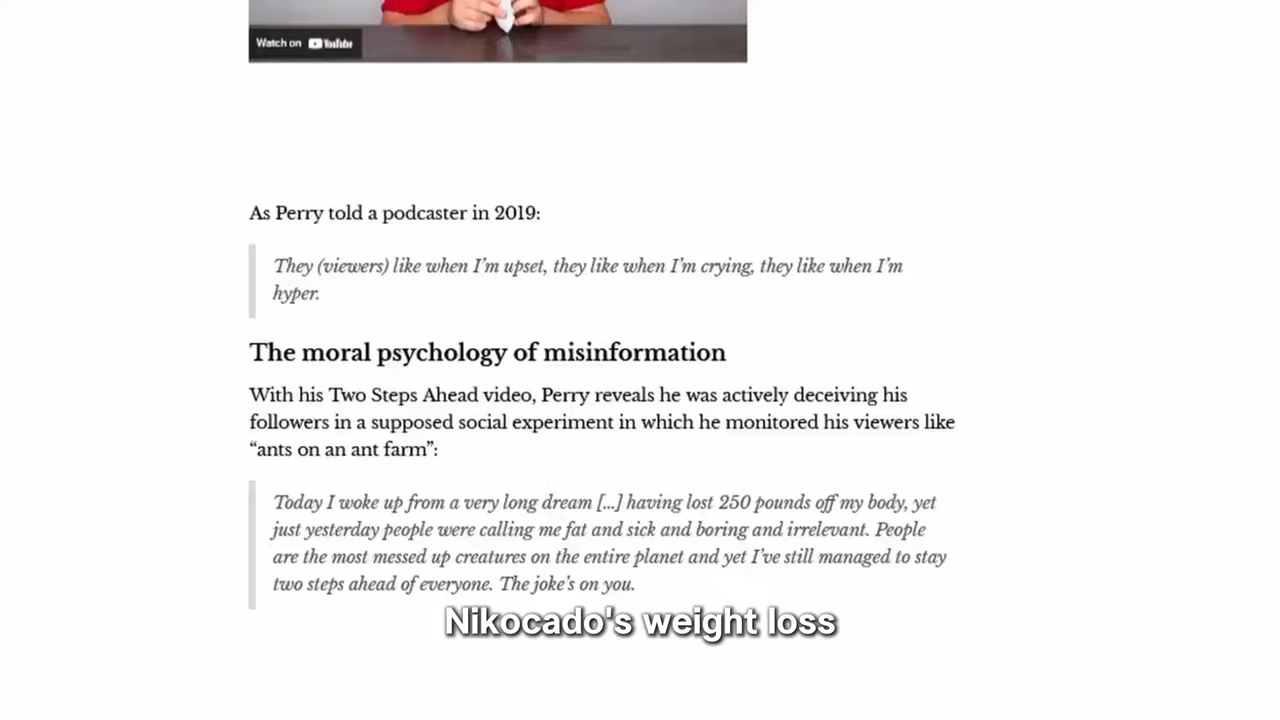 Watch on YouTube
As Perry told a podcaster in 2019:
They (viewers) like when I'm upset, they like when I'm crying, they like when I'm
hyper.
The moral psychology of misinformation
With his Two Steps Ahead video, Perry reveals he was actively deceiving his
followers in a supposed social experiment in which he monitored his viewers like
“ants on an ant farm”:
Today I woke up from a very long dream [...] having lost 250 pounds off my body, yet
just yesterday people were calling me fat and sick and boring and irrelevant. People
are the most messed up creatures on the entire planet and yet I've still managed to stay
two steps ahead of everyone. The joke's on you.
Nikocado's weight loss